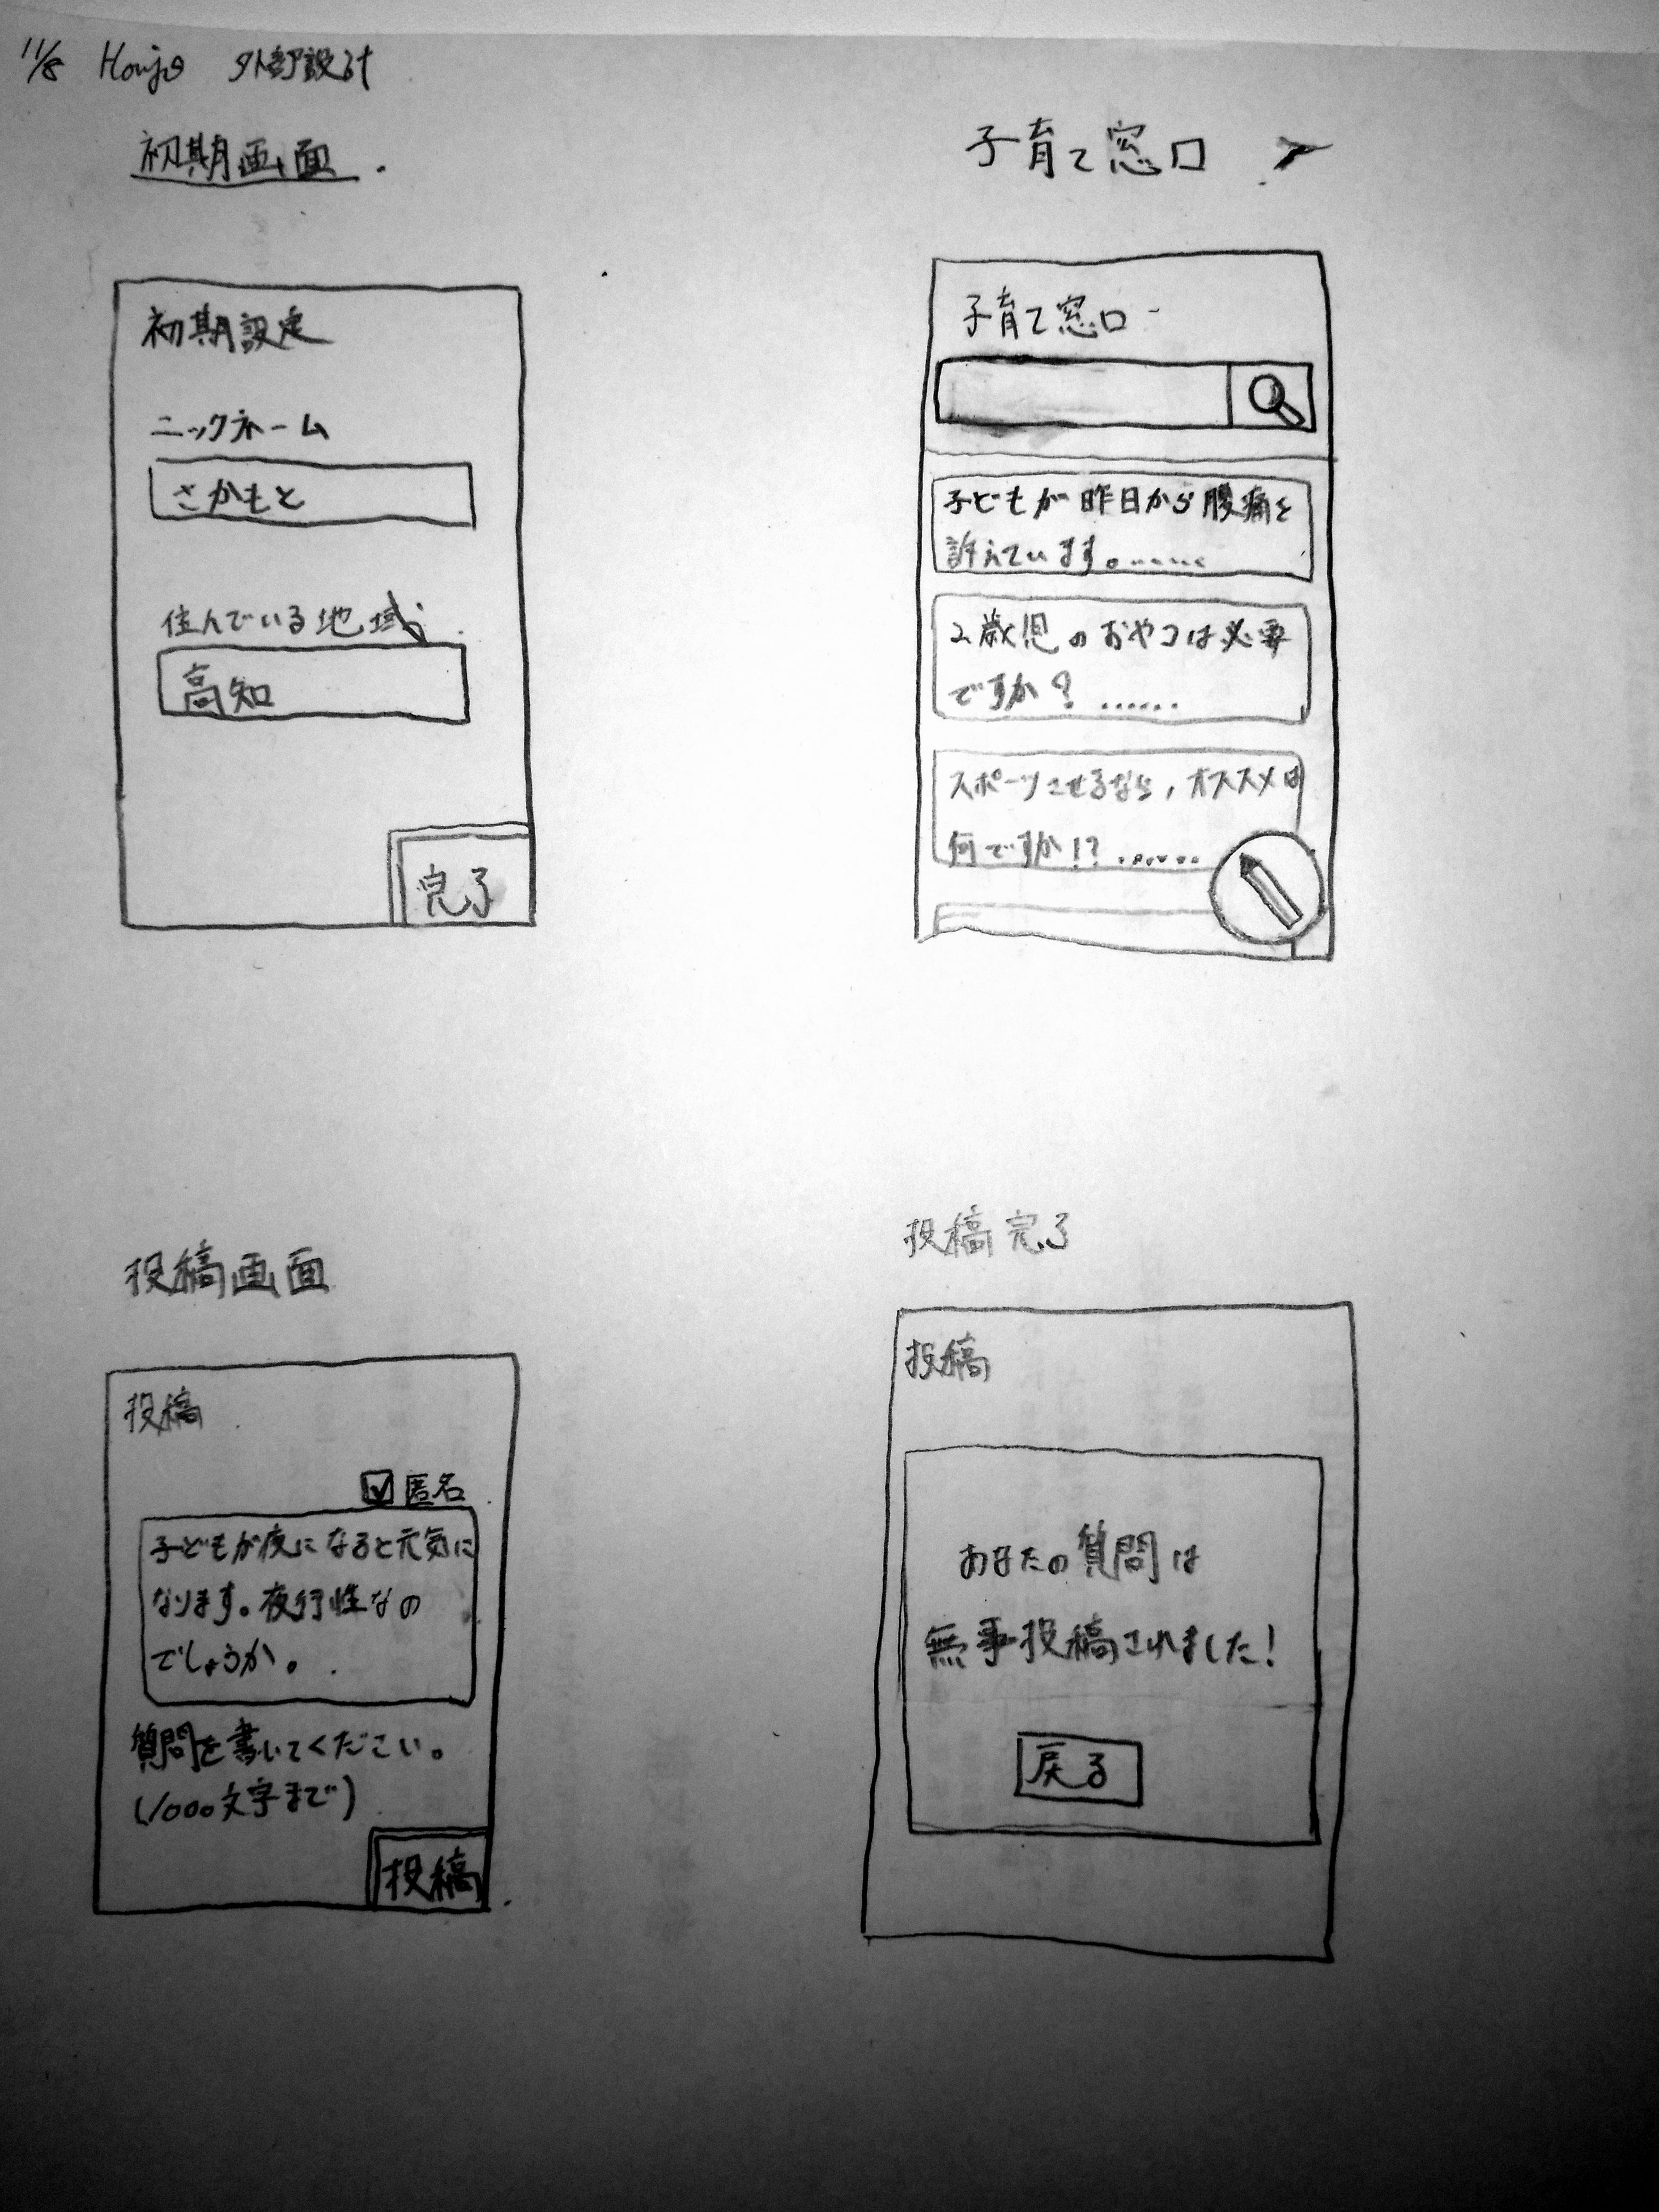 11/8 Honjo 外部設計
初期画面.
初期設定
ニックネーム
さかもと
住んでいる地域
高知
完了
子育て窓口
子育て窓口
子どもが昨日から腹痛を
訴えています。......
2歳児のおやつは必要
ですか？......
スポーツさせるなら，オススメは
何ですか!?......
投稿画面
投稿
匿名
子どもが夜になると元気に
なります。夜行性なの
でしょうか。
質問を書いてください。
(1000文字まで)
投稿
投稿完了
投稿
あなたの質問は
無事投稿されました！
戻る